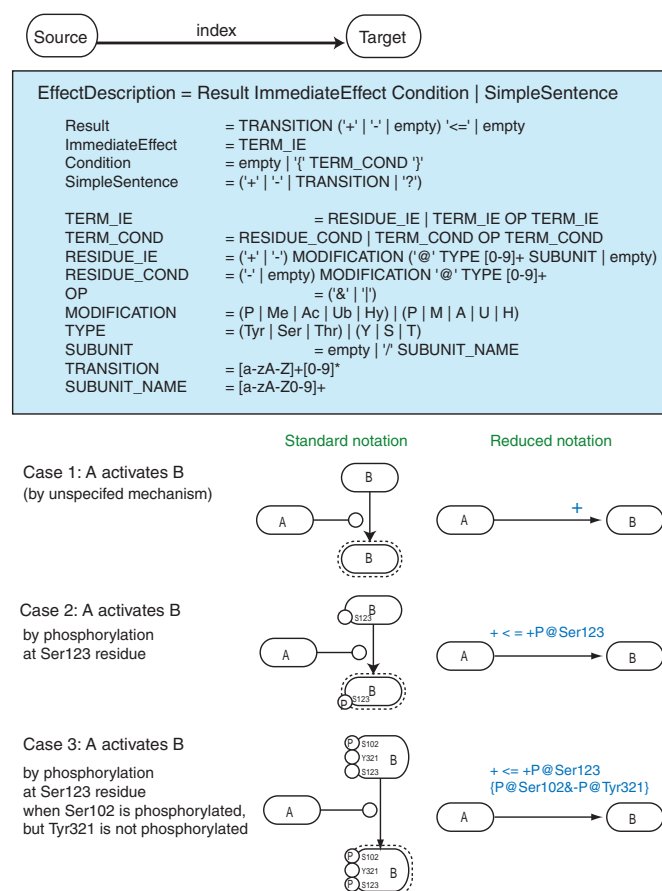 Source
index
Target
EffectDescription = Result ImmediateEffect Condition | SimpleSentence
Result = TRANSITION ('+' | '-' | empty) '<=' | empty
ImmediateEffect = TERM_IE
Condition = empty | '{' TERM_COND '}'
SimpleSentence = ('+' | '-' | TRANSITION | '?')
TERM_IE = RESIDUE_IE | TERM_IE OP TERM_IE
TERM_COND = RESIDUE_COND | TERM_COND OP TERM_COND
RESIDUE_IE = ('+' | '-') MODIFICATION ('@' TYPE [0-9]+ SUBUNIT | empty)
RESIDUE_COND = ('-' | empty) MODIFICATION '@' TYPE [0-9]+
OP = ('&' | '|')
MODIFICATION = (P | Me | Ac | Ub | Hy) | (P | M | A | U | H)
TYPE = (Tyr | Ser | Thr) | (Y | S | T)
SUBUNIT = empty | '/' SUBUNIT_NAME
TRANSITION = [a-zA-Z]+[0-9]*
SUBUNIT_NAME = [a-zA-Z0-9]+
Standard notation
Reduced notation
Case 1: A activates B
(by unspecifed mechanism)
B
A
B
+
A
B
Case 2: A activates B
by phosphorylation
at Ser123 residue
B
S123
A
B
S123
P
+ < = +P@Ser123
A
B
Case 3: A activates B
by phosphorylation
at Ser123 residue
when Ser102 is phosphorylated,
but Tyr321 is not phosphorylated
P S102
Y321 B
S123
A
P S102
Y321 B
P S123
+ <= +P@Ser123
{P@Ser102&-P@Tyr321}
A
B